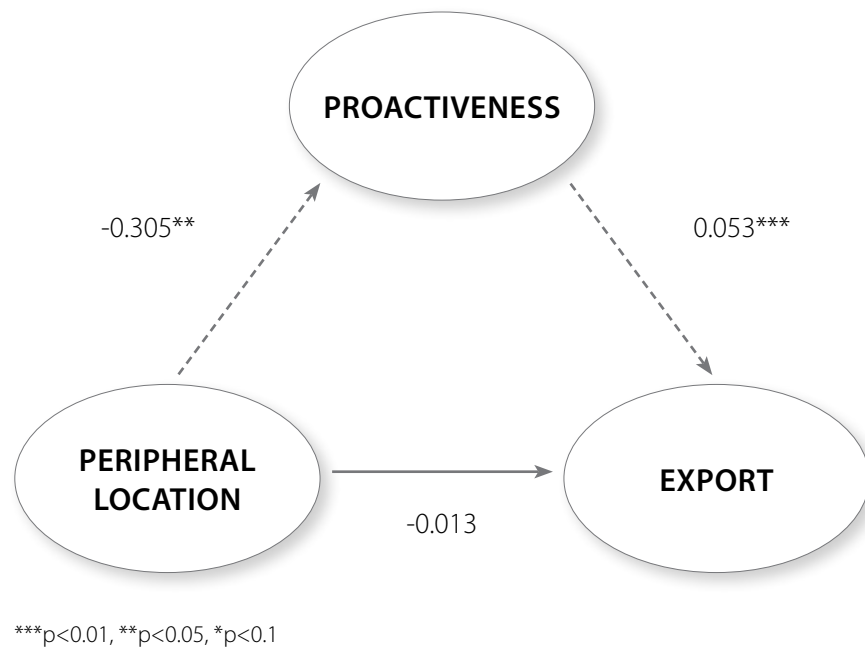 PROACTIVENESS
-0.305**
0.053***
PERIPHERAL
LOCATION
EXPORT
-0.013
***p<0.01, **p<0.05, *p<0.1